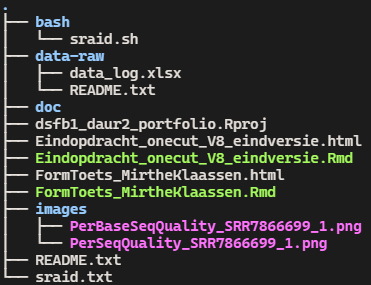 .
├── bash
│   └── sraid.sh
├── data-raw
│   ├── data_log.xlsx
│   └── README.txt
├── doc
├── dsfb1_daur2_portfolio.Rproj
├── Eindopdracht_onecut_V8_eindversie.html
├── Eindopdracht_onecut_V8_eindversie.Rmd
├── FormToets_MirtheKlaassen.html
├── FormToets_MirtheKlaassen.Rmd
├── images
│   ├── PerBaseSeqQuality_SRR7866699_1.png
│   └── PerSeqQuality_SRR7866699_1.png
├── README.txt
└── sraid.txt